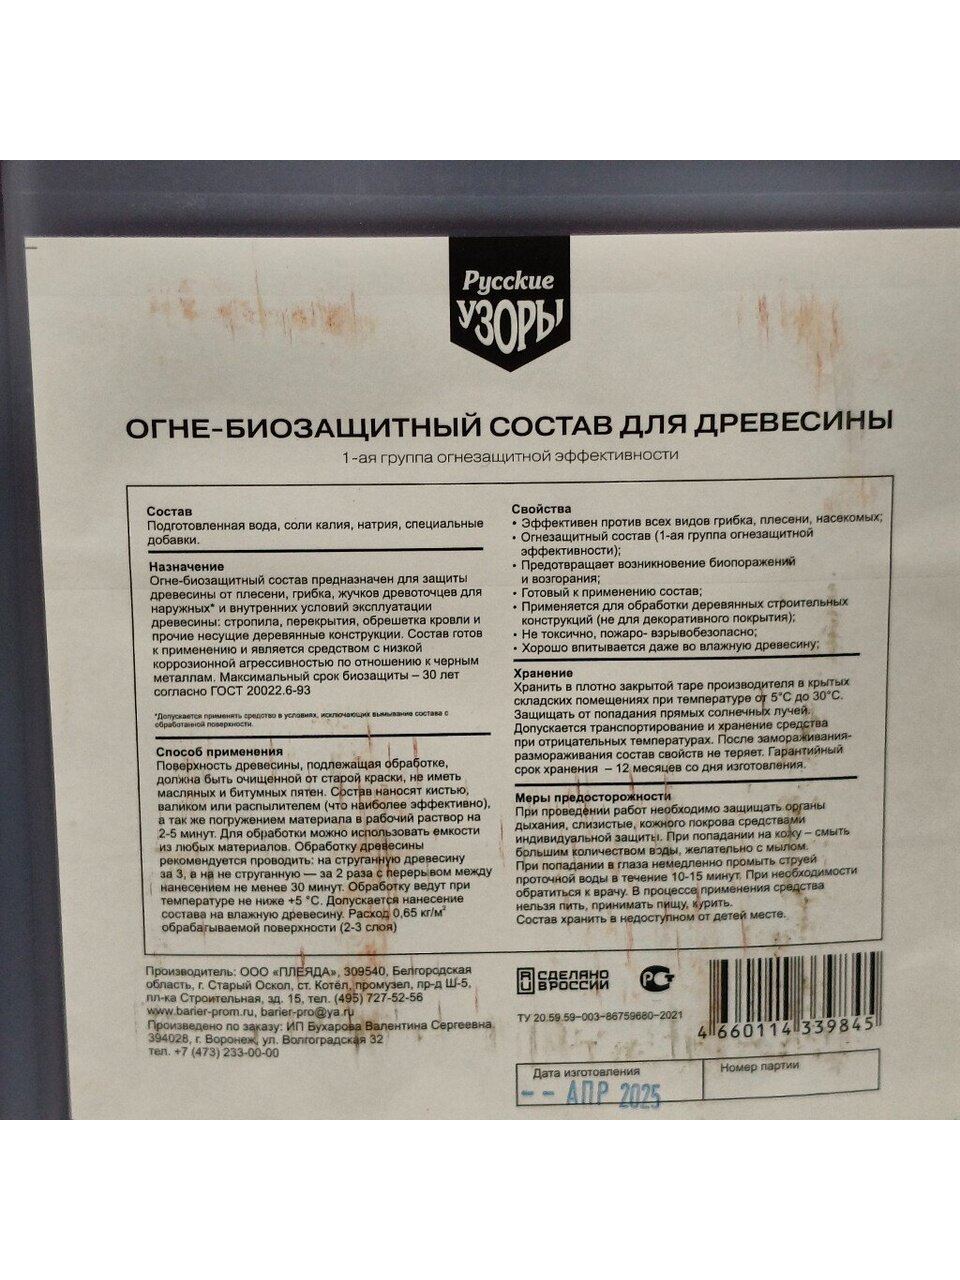 Русские
УЗОРЫ
ОГНЕ-БИОЗАЩИТНЫЙ СОСТАВ ДЛЯ ДРЕВЕСИНЫ
1-ая группа огнезащитной эффективности
Состав
Подготовленная вода, соли калия, натрия, специальные
добавки.
Назначение
Огне-биозащитный состав предназначен для защиты
древесины от плесени, грибка, жучков древоточцев для
наружных* и внутренних условий эксплуатации
древесины: стропила, перекрытия, обрешетка кровли и
прочие несущие деревянные конструкции. Состав готов
к применению и является средством с низкой
коррозионной агрессивностью по отношению к черным
металлам. Максимальный срок биозащиты – 30 лет
согласно ГОСТ 20022.6-93
*Допускается применять средство в условиях, исключающих вымывание состава с
обработанной поверхности.
Способ применения
Поверхность древесины, подлежащая обработке,
должна быть очищенной от старой краски, не иметь
масляных и битумных пятен. Состав наносят кистью,
валиком или распылителем (что наиболее эффективно),
а так же погружением материала в рабочий раствор на
2-5 минут. Для обработки можно использовать емкости
из любых материалов. Обработку древесины
рекомендуется проводить: на струганную древесину
за 3, а на не струганную — за 2 раза с перерывом между
нанесением не менее 30 минут. Обработку ведут при
температуре не ниже +5 °С. Допускается нанесение
состава на влажную древесину. Расход 0,65 кг/м²
обрабатываемой поверхности (2-3 слоя)
Свойства
• Эффективен против всех видов грибка, плесени, насекомых;
• Огнезащитный состав (1-ая группа огнезащитной
эффективности);
• Предотвращает возникновение биопоражений
и возгорания;
• Готовый к применению состав;
• Применяется для обработки деревянных строительных
конструкций (не для декоративного покрытия);
• Не токсично, пожаро- взрывобезопасно;
• Хорошо впитывается даже во влажную древесину;
Хранение
Хранить в плотно закрытой таре производителя в крытых
складских помещениях при температуре от 5°С до 30°С.
Защищать от попадания прямых солнечных лучей.
Допускается транспортирование и хранение средства
при отрицательных температурах. После замораживания-
размораживания состав свойств не теряет. Гарантийный
срок хранения – 12 месяцев со дня изготовления.
Меры предосторожности
При проведении работ необходимо защищать органы
дыхания, слизистые, кожного покрова средствами
индивидуальной защиты. При попадании на кожу – смыть
большим количеством воды, желательно с мылом.
При попадании в глаза немедленно промыть струей
проточной воды в течение 10-15 минут. При необходимости
обратиться к врачу. В процессе применения средства
нельзя пить, принимать пищу, курить.
Состав хранить в недоступном от детей месте.
Производитель: ООО «ПЛЕЯДА», 309540, Белгородская
область, г. Старый Оскол, ст. Котёл, промузел, пр-д Ш-5,
пл-ка Строительная, зд. 15, тел. (495) 727-52-56
www.barier-prom.ru, barier-pro@ya.ru
Произведено по заказу: ИП Бухарова Валентина Сергеевна
394028, г. Воронеж, ул. Волгоградская 32
тел. +7 (473) 233-00-00
RU СДЕЛАНО
В РОССИИ
РСТ
ТУ 20.59.59-003-86759680-2021
4 660114 339845
Дата изготовления
-- АПР 2025
Номер партии